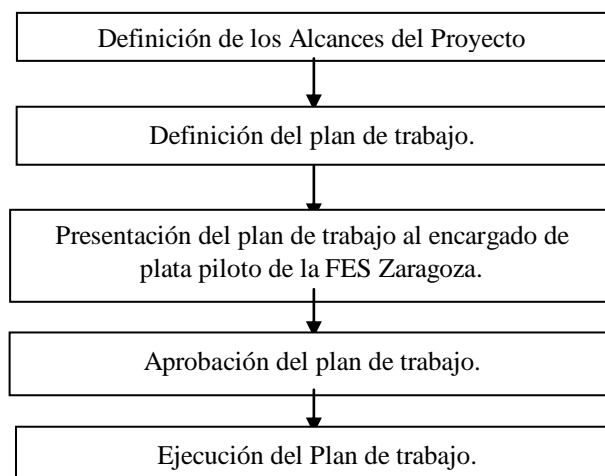 Definición de los Alcances del Proyecto
Definición del plan de trabajo.
Presentación del plan de trabajo al encargado de
plata piloto de la FES Zaragoza.
Aprobación del plan de trabajo.
Ejecución del Plan de trabajo.